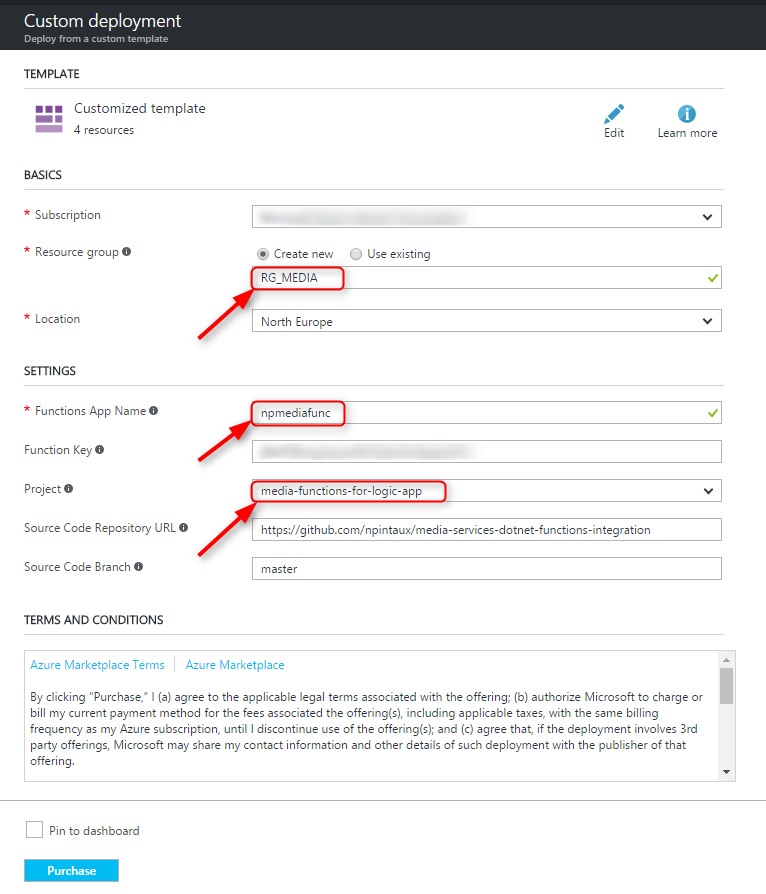 Custom deployment
Deploy from a custom template
TEMPLATE
Customized template
4 resources
Edit
Learn more
BASICS
* Subscription
* Resource group
Create new
Use existing
RG_MEDIA
* Location
North Europe
SETTINGS
* Functions App Name
npmediafunc
Function Key
Project
media-functions-for-logic-app
Source Code Repository URL
https://github.com/npintaux/media-services-dotnet-functions-integration
Source Code Branch
master
TERMS AND CONDITIONS
Azure Marketplace Terms
Azure Marketplace
By clicking “Purchase,” I (a) agree to the applicable legal terms associated with the offering; (b) authorize Microsoft to charge or
bill my current payment method for the fees associated the offering(s), including applicable taxes, with the same billing
frequency as my Azure subscription, until I discontinue use of the offering(s); and (c) agree that, if the deployment involves 3rd
party offerings, Microsoft may share my contact information and other details of such deployment with the publisher of that
offering.
Pin to dashboard
Purchase